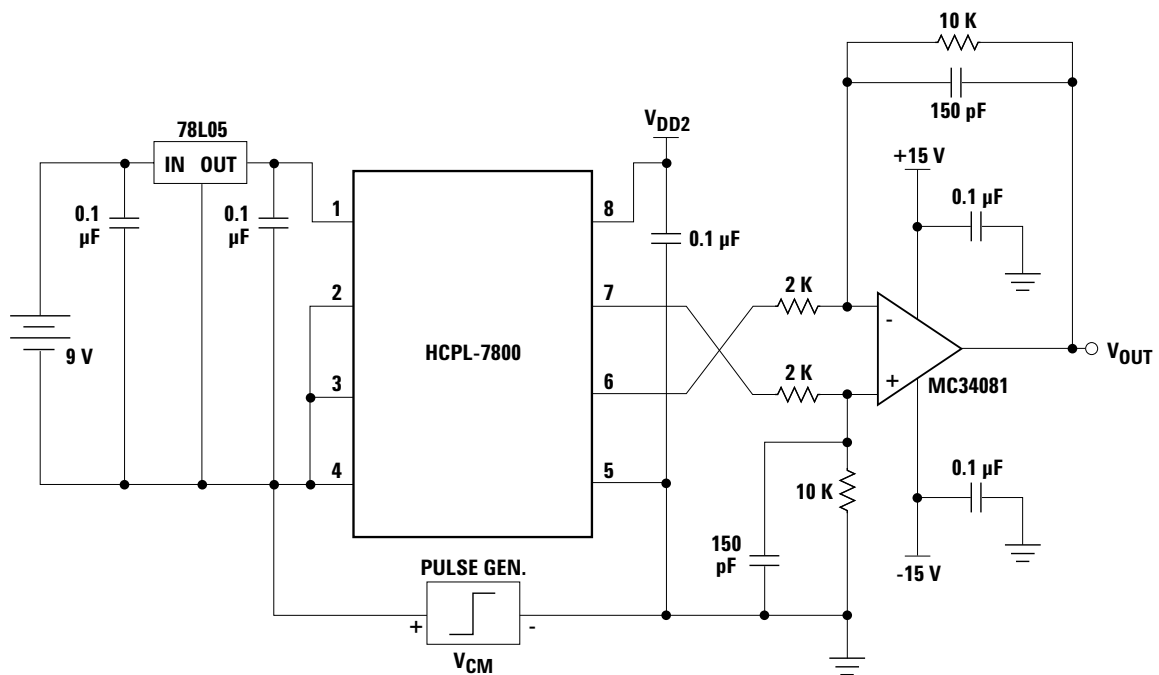 10 K
150 pF
78L05
IN OUT
V_DD2
+15 V
0.1 µF
0.1
µF
0.1
µF
1
8
0.1 µF
2
7
2 K
-
9 V
HCPL-7800
V_OUT
3
6
2 K
+
MC34081
4
5
10 K
0.1 µF
150
pF
-15 V
PULSE GEN.
+
-
V_CM